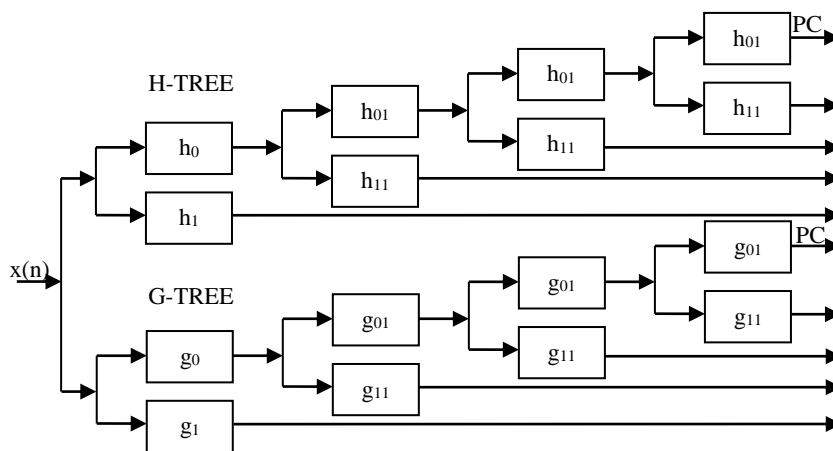 h₀₁ PC
H-TREE h₀₁
h₀₁ h₁₁
h₀ h₁₁
h₁₁
h₁
g₀₁ PC
x(n)
G-TREE g₀₁
g₀₁ g₁₁
g₀ g₁₁
g₁₁
g₁